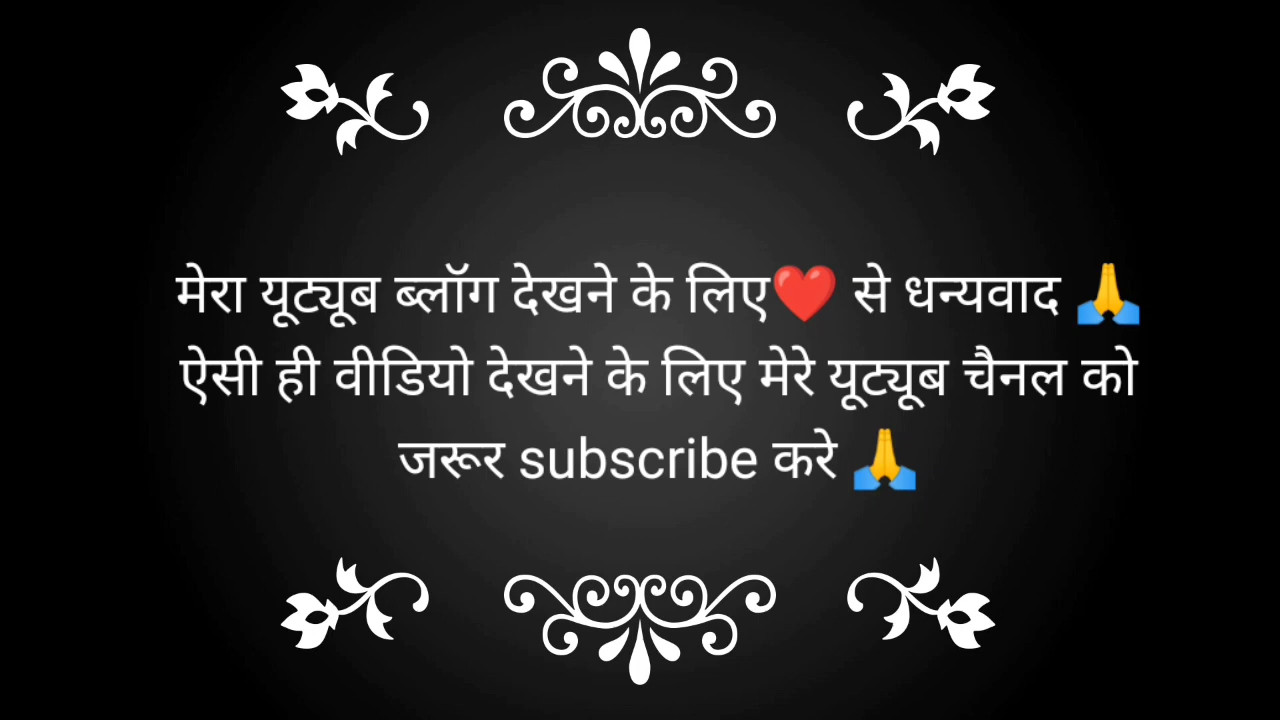 मेरा यूट्यूब ब्लॉग देखने के लिए❤️ से धन्यवाद 🙏
ऐसी ही वीडियो देखने के लिए मेरे यूट्यूब चैनल को
जरूर subscribe करे 🙏